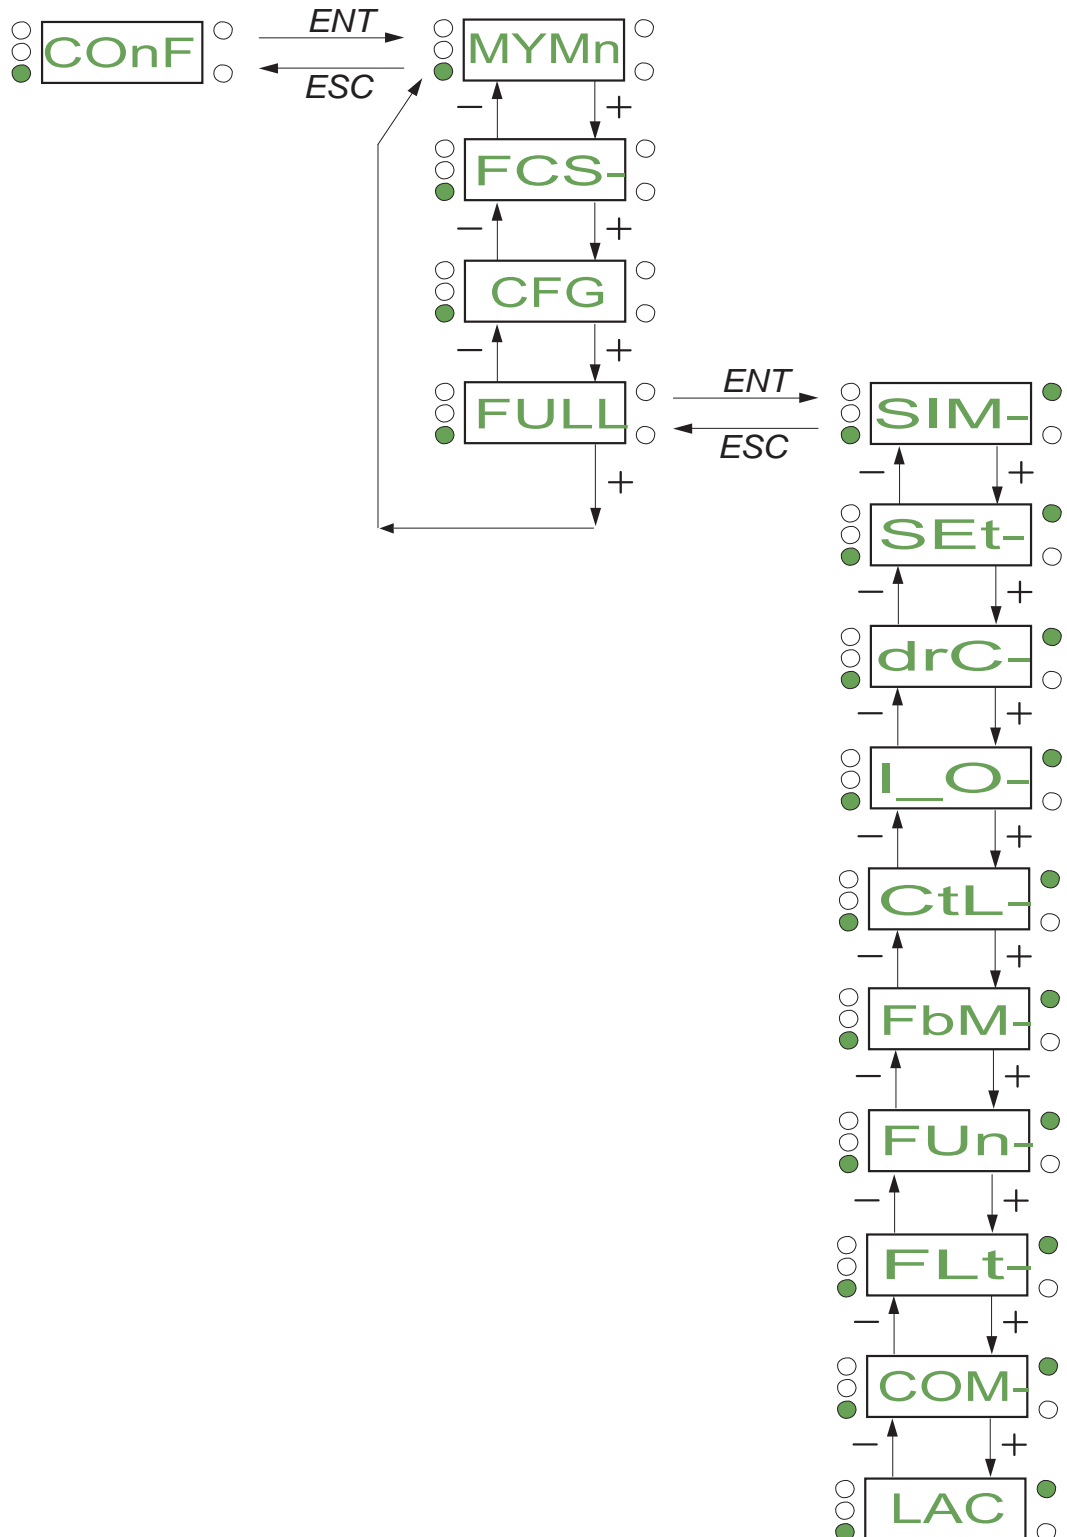 COnF
ENT
ESC
MYMn
− +
FCS-
− +
CFG
− +
FULL
+
ENT
ESC
SIM-
− +
SEt-
− +
drC-
− +
I_O-
− +
CtL-
− +
FbM-
− +
FUn-
− +
FLt-
− +
COM-
− +
LAC